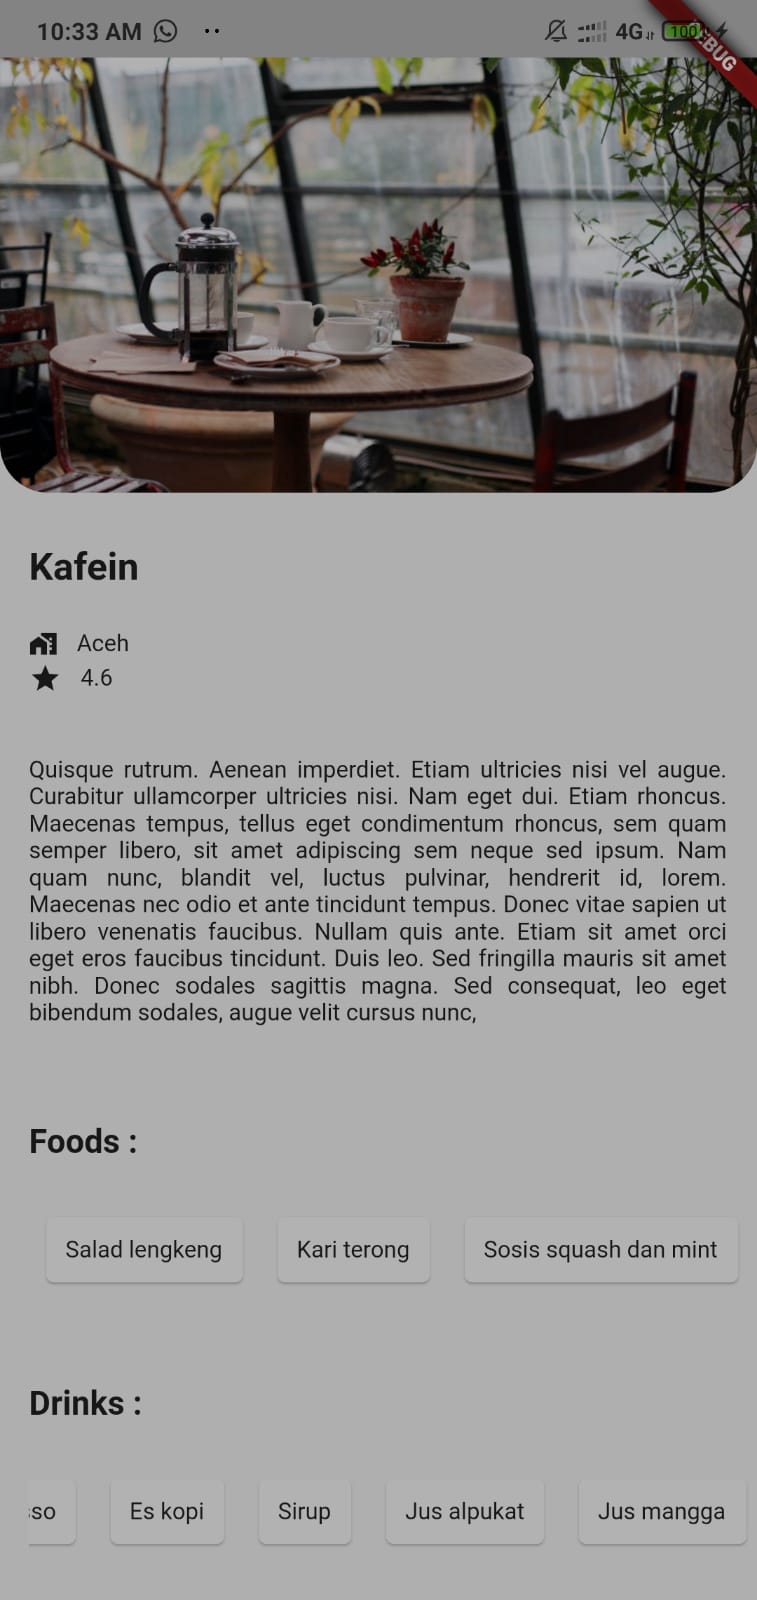 10:33 AM
4G
100
BUG
Kafein
Aceh
4.6
Quisque rutrum. Aenean imperdiet. Etiam ultricies nisi vel augue.
Curabitur ullamcorper ultricies nisi. Nam eget dui. Etiam rhoncus.
Maecenas tempus, tellus eget condimentum rhoncus, sem quam
semper libero, sit amet adipiscing sem neque sed ipsum. Nam
quam nunc, blandit vel, luctus pulvinar, hendrerit id, lorem.
Maecenas nec odio et ante tincidunt tempus. Donec vitae sapien ut
libero venenatis faucibus. Nullam quis ante. Etiam sit amet orci
eget eros faucibus tincidunt. Duis leo. Sed fringilla mauris sit amet
nibh. Donec sodales sagittis magna. Sed consequat, leo eget
bibendum sodales, augue velit cursus nunc,
Foods :
Salad lengkeng
Kari terong
Sosis squash dan mint
Drinks :
so
Es kopi
Sirup
Jus alpukat
Jus mangga